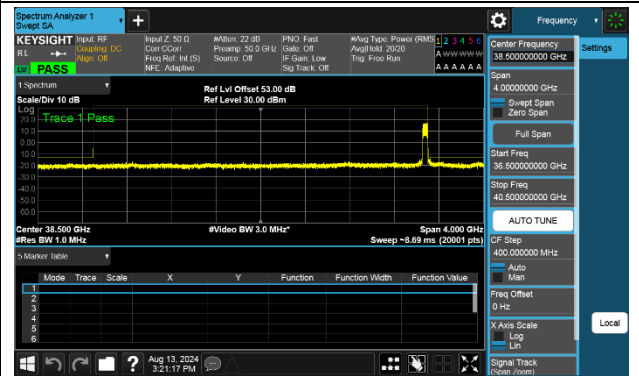 Spectrum Analyzer 1
Swept SA
Frequency
KEYSIGHT
Input: RF
Input Z: 50 Ω
#Atten: 22 dB
PNO: Fast
#Avg Type: Power (RMS
1 2 3 4 5 6
RL
Coupling: DC
Corr CCorr
Preamp: 50.0 GHz
Gate: Off
Avg|Hold: 20/20
A W W W W W
Align: Off
Freq Ref: Int (S)
Source: Off
IF Gain: Low
Trig: Free Run
LW PASS
NFE: Adaptive
Sig Track: Off
A A A A A A
1 Spectrum
Ref Lvl Offset 53.00 dB
Scale/Div 10 dB
Ref Level 30.00 dBm
Log
Trace 1 Pass
20.0
10.0
0.00
-10.0
-20.0
-30.0
-40.0
-50.0
-60.0
Center 38.500 GHz
#Video BW 3.0 MHz*
Span 4.000 GHz
#Res BW 1.0 MHz
Sweep ~8.69 ms (20001 pts)
5 Marker Table
Mode Trace Scale X Y Function Function Width Function Value
1
2
3
4
5
6
Aug 13, 2024
3:21:17 PM
Center Frequency
38.500000000 GHz
Settings
Span
4.00000000 GHz
Swept Span
Zero Span
Full Span
Start Freq
36.500000000 GHz
Stop Freq
40.500000000 GHz
AUTO TUNE
CF Step
400.000000 MHz
Auto
Man
Freq Offset
0 Hz
X Axis Scale
Log
Lin
Local
Signal Track
(Span Zoom)